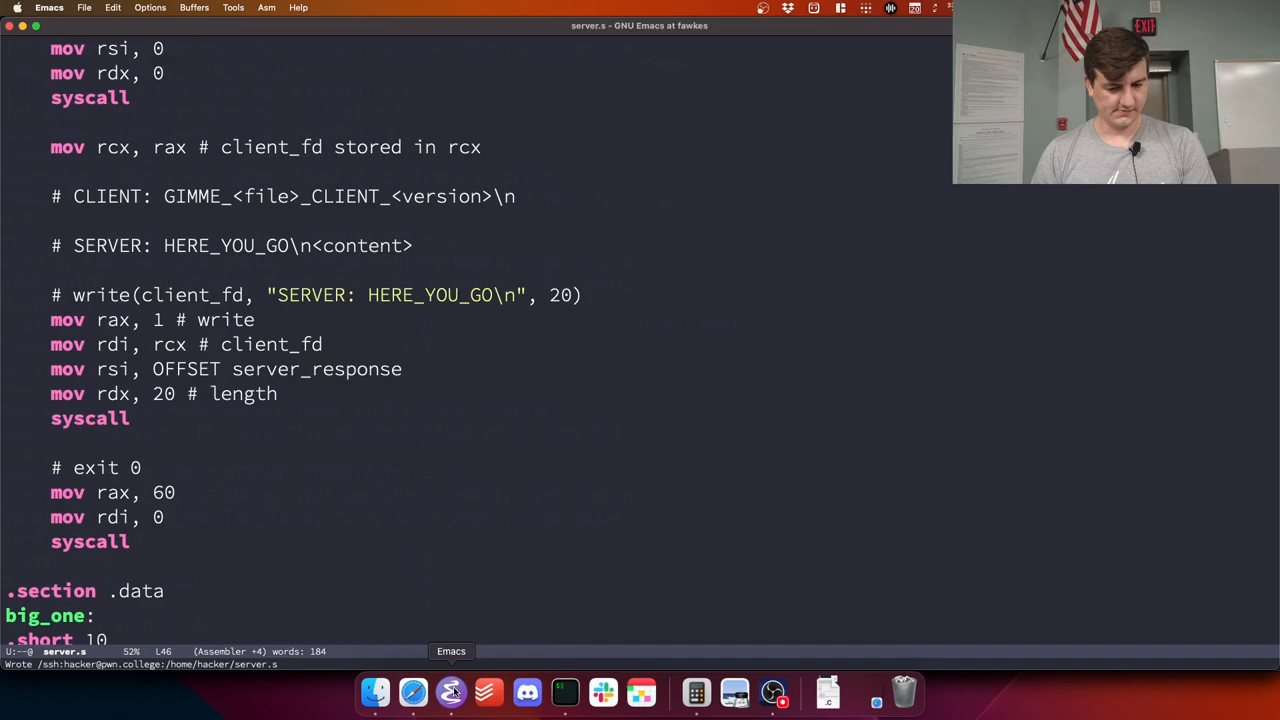 Emacs File Edit Options Buffers Tools Asm Help
server.s - GNU Emacs at fawkes
EXIT
mov rsi, 0
mov rdx, 0
syscall
mov rcx, rax # client_fd stored in rcx
# CLIENT: GIMME_<file>_CLIENT_<version>\n
# SERVER: HERE_YOU_GO\n<content>
# write(client_fd, "SERVER: HERE_YOU_GO\n", 20)
mov rax, 1 # write
mov rdi, rcx # client_fd
mov rsi, OFFSET server_response
mov rdx, 20 # length
syscall
# exit 0
mov rax, 60
mov rdi, 0
syscall
.section .data
big_one:
.short 10
U:--@ server.s 52% L46 (Assembler +4) words: 184
Emacs
Wrote /ssh:hacker@pwn.college:/home/hacker/server.s